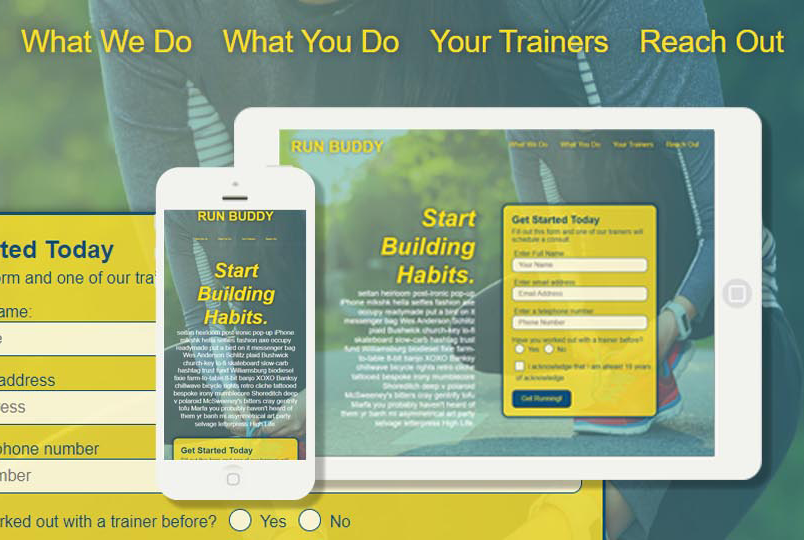 What We Do What You Do Your Trainers Reach Out
RUN BUDDY What We Do What You Do Your Trainers Reach Out
Start
Building
Habits.
seitan heirloom post-ironic pop-up,
iPhone mlkshk hella selfies fashion axe
occupy readymade put a bird on it
messenger bag Wes Anderson Schlitz
plaid Bushwick church-key lo-fi
skateboard slow-carb hashtag trust
fund Williamsburg biodiesel faxe farm-
to-table 8-bit banjo XOXO Banksy
chillwave bicycle rights retro cliche
tattooed bespoke irony mumblecore
Shoreditch deep v polaroid
McSweeney's bitters cray gentrify tofu
Marfa you probably haven't heard of
them yr banh mi asymmetrical art party
selvage letterpress High Life.
Get Started Today
Fill out this form and one of our trainers will
schedule a consult.
Enter Full Name
Your Name
Enter email address
Email Address
Enter a telephone number
Phone Number
Have you worked out with a trainer before?
Yes No
I acknowledge that I am at least 18 years
of acknowledge
Get Running!
RUN BUDDY
Start
Building
Habits.
seitan heirloom post-ironic pop-up iPhone
mlkshk hella selfies fashion axe occupy
readymade put a bird on it messenger bag
Wes Anderson Schlitz plaid Bushwick
church-key lo-fi skateboard slow-carb
hashtag trust fund Williamsburg biodiesel
faxe farm-to-table 8-bit banjo XOXO Banksy
chillwave bicycle rights retro cliche tattooed
bespoke irony mumblecore Shoreditch deep
v polaroid McSweeney's bitters cray gentrify
tofu Marfa you probably haven't heard of
them yr banh mi asymmetrical art party
selvage letterpress High Life.
Get Started Today
ted Today
orm and one of our trai
ame:
e
address
ress
phone number
mber
rked out with a trainer before? Yes No